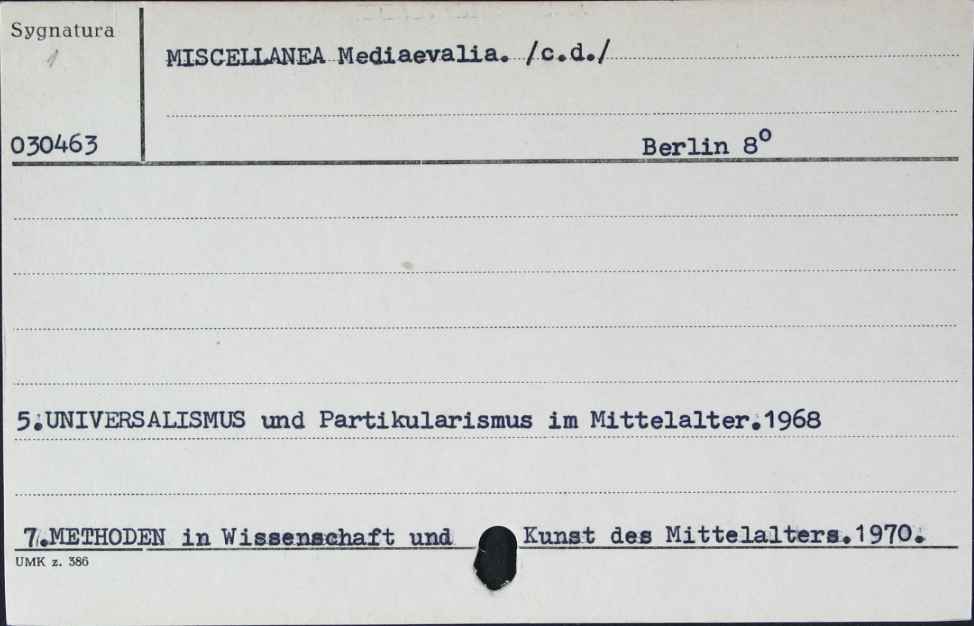 Sygnatura
1
MISCELLANEA Mediaevalia. /c.d./
030463
Berlin 8°
5.UNIVERSALISMUS und Partikularismus im Mittelalter.1968
7.METHODEN in Wissenschaft und Kunst des Mittelalters.1970.
UMK z. 386